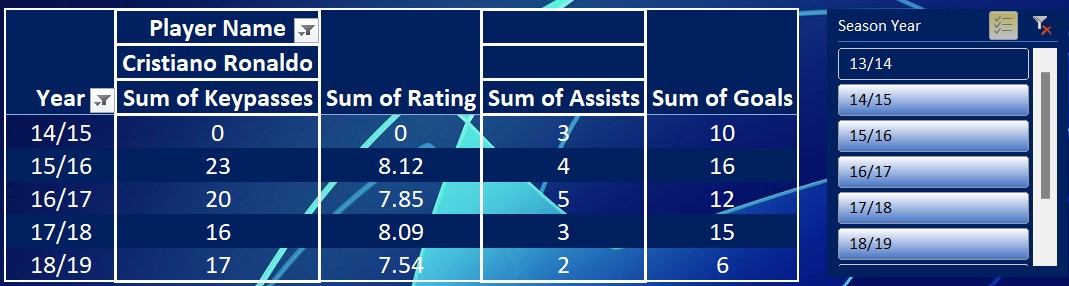 Player Name
Cristiano Ronaldo
Year Sum of Keypasses Sum of Rating Sum of Assists Sum of Goals
14/15 0 0 3 10
15/16 23 8.12 4 16
16/17 20 7.85 5 12
17/18 16 8.09 3 15
18/19 17 7.54 2 6
Season Year
13/14
14/15
15/16
16/17
17/18
18/19